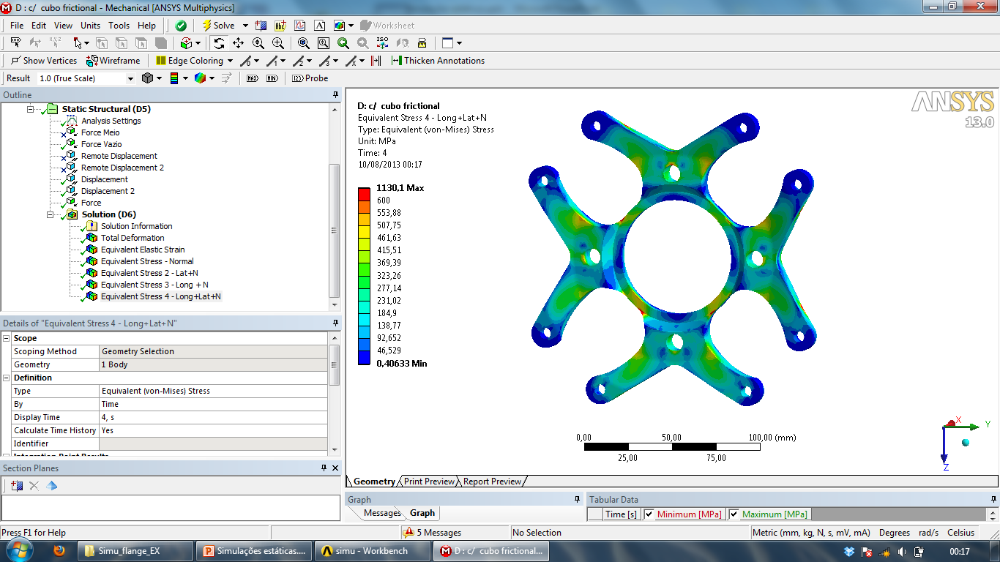 D : c/  cubo frictional - Mechanical [ANSYS Multiphysics]
File Edit View Units Tools Help Solve Worksheet
Show Vertices Wireframe Edge Coloring Thicken Annotations
Result 1.0 (True Scale) MAX MIN Probe
Outline
Static Structural (D5)
Analysis Settings
Force Meio
Force Vazio
Remote Displacement
Remote Displacement 2
Displacement
Displacement 2
Force
Solution (D6)
Solution Information
Total Deformation
Equivalent Elastic Strain
Equivalent Stress - Normal
Equivalent Stress 2 - Lat+N
Equivalent Stress 3 - Long + N
Equivalent Stress 4 - Long+Lat+N
Details of "Equivalent Stress 4 - Long+Lat+N"
Scope
Scoping Method Geometry Selection
Geometry 1 Body
Definition
Type Equivalent (von-Mises) Stress
By Time
Display Time 4, s
Calculate Time History Yes
Identifier
Integration Point Results
Section Planes
D: c/  cubo frictional
Equivalent Stress 4 - Long+Lat+N
Type: Equivalent (von-Mises) Stress
Unit: MPa
Time: 4
10/08/2013 00:17
1130,1 Max
600
553,88
507,75
461,63
415,51
369,39
323,26
277,14
231,02
184,9
138,77
92,652
46,529
0,40633 Min
ANSYS
13.0
0,00 50,00 100,00 (mm)
25,00 75,00
X Y
Z
Geometry Print Preview Report Preview
Graph
Messages Graph
Tabular Data
Time [s] Minimum [MPa] Maximum [MPa]
Press F1 for Help 5 Messages No Selection Metric (mm, kg, N, s, mV, mA) Degrees rad/s Celsius
Simu_flange_EX Simulações estáticas.... simu - Workbench D : c/  cubo frictional... 00:17